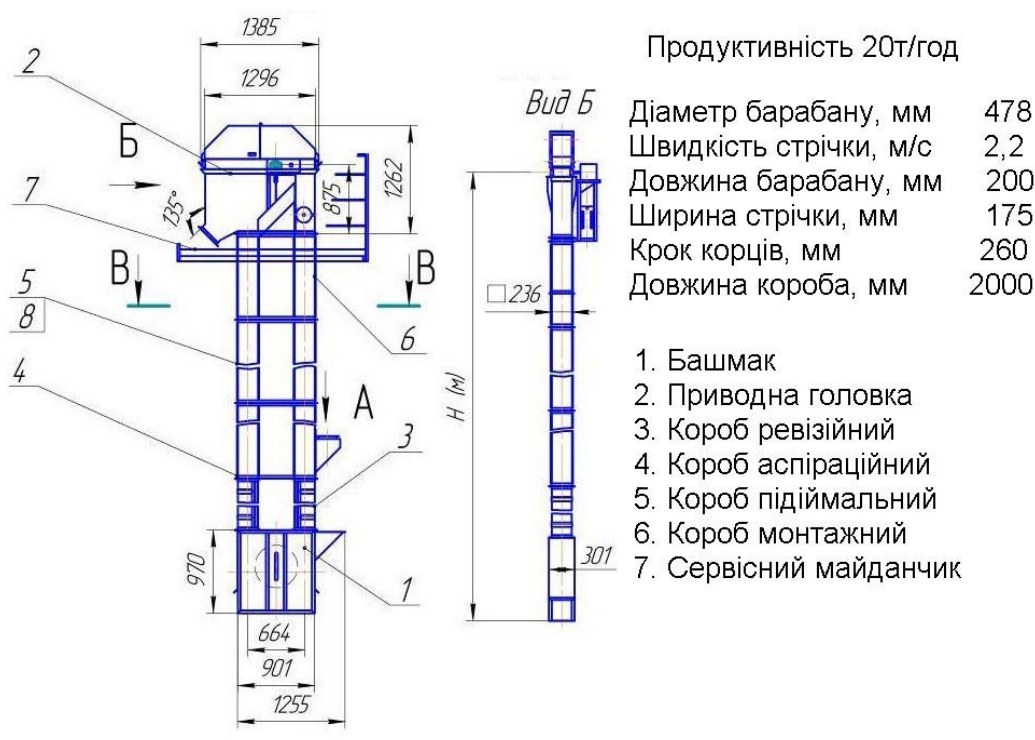 1385
2
1296
Б
135°
875
1262
7
В
В
5
8
6
4
А
3
970
1
664
901
1255
Вид Б
□236
Н (м)
301
Продуктивність 20т/год
Діаметр барабану, мм 478
Швидкість стрічки, м/с 2,2
Довжина барабану, мм 200
Ширина стрічки, мм 175
Крок корців, мм 260
Довжина короба, мм 2000
1. Башмак
2. Приводна головка
3. Короб ревізійний
4. Короб аспіраційний
5. Короб підіймальний
6. Короб монтажний
7. Сервісний майданчик